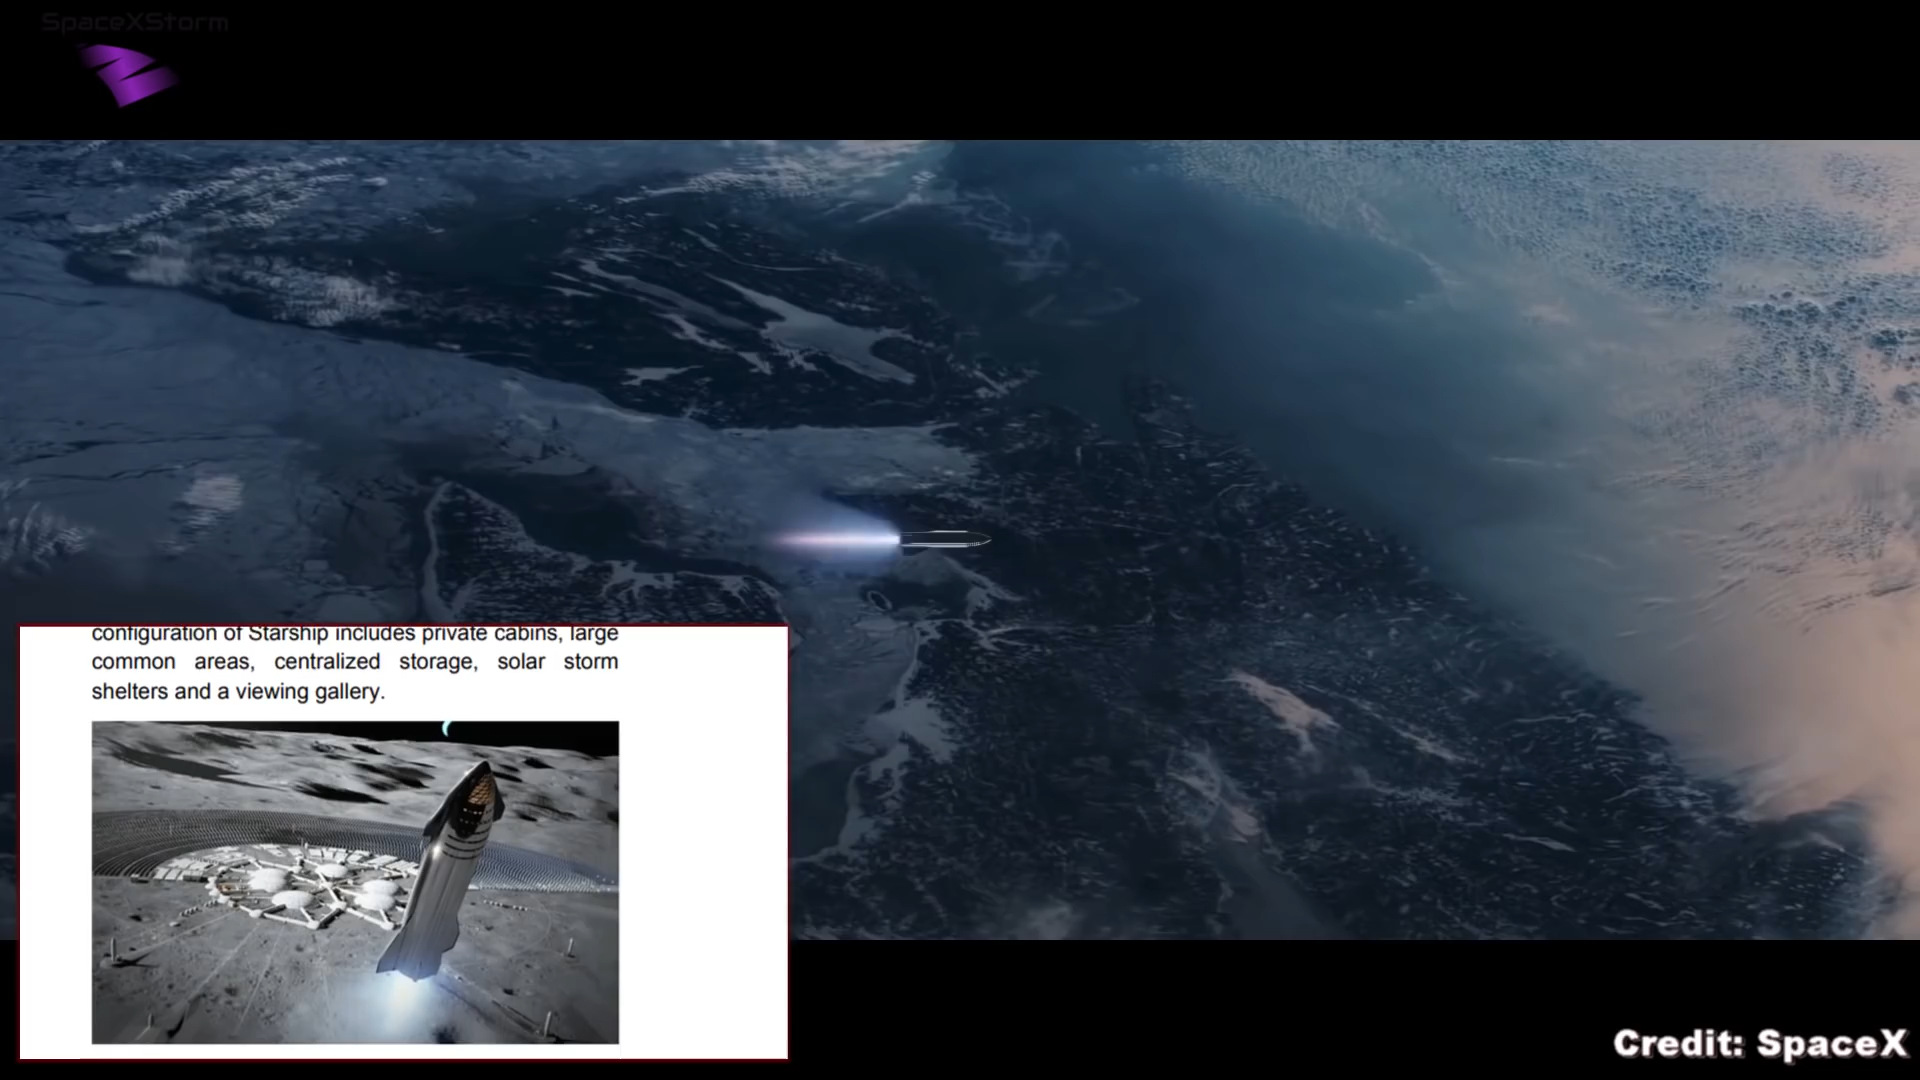 SpaceXStorm
configuration of Starship includes private cabins, large
common areas, centralized storage, solar storm
shelters and a viewing gallery.
Credit: SpaceX